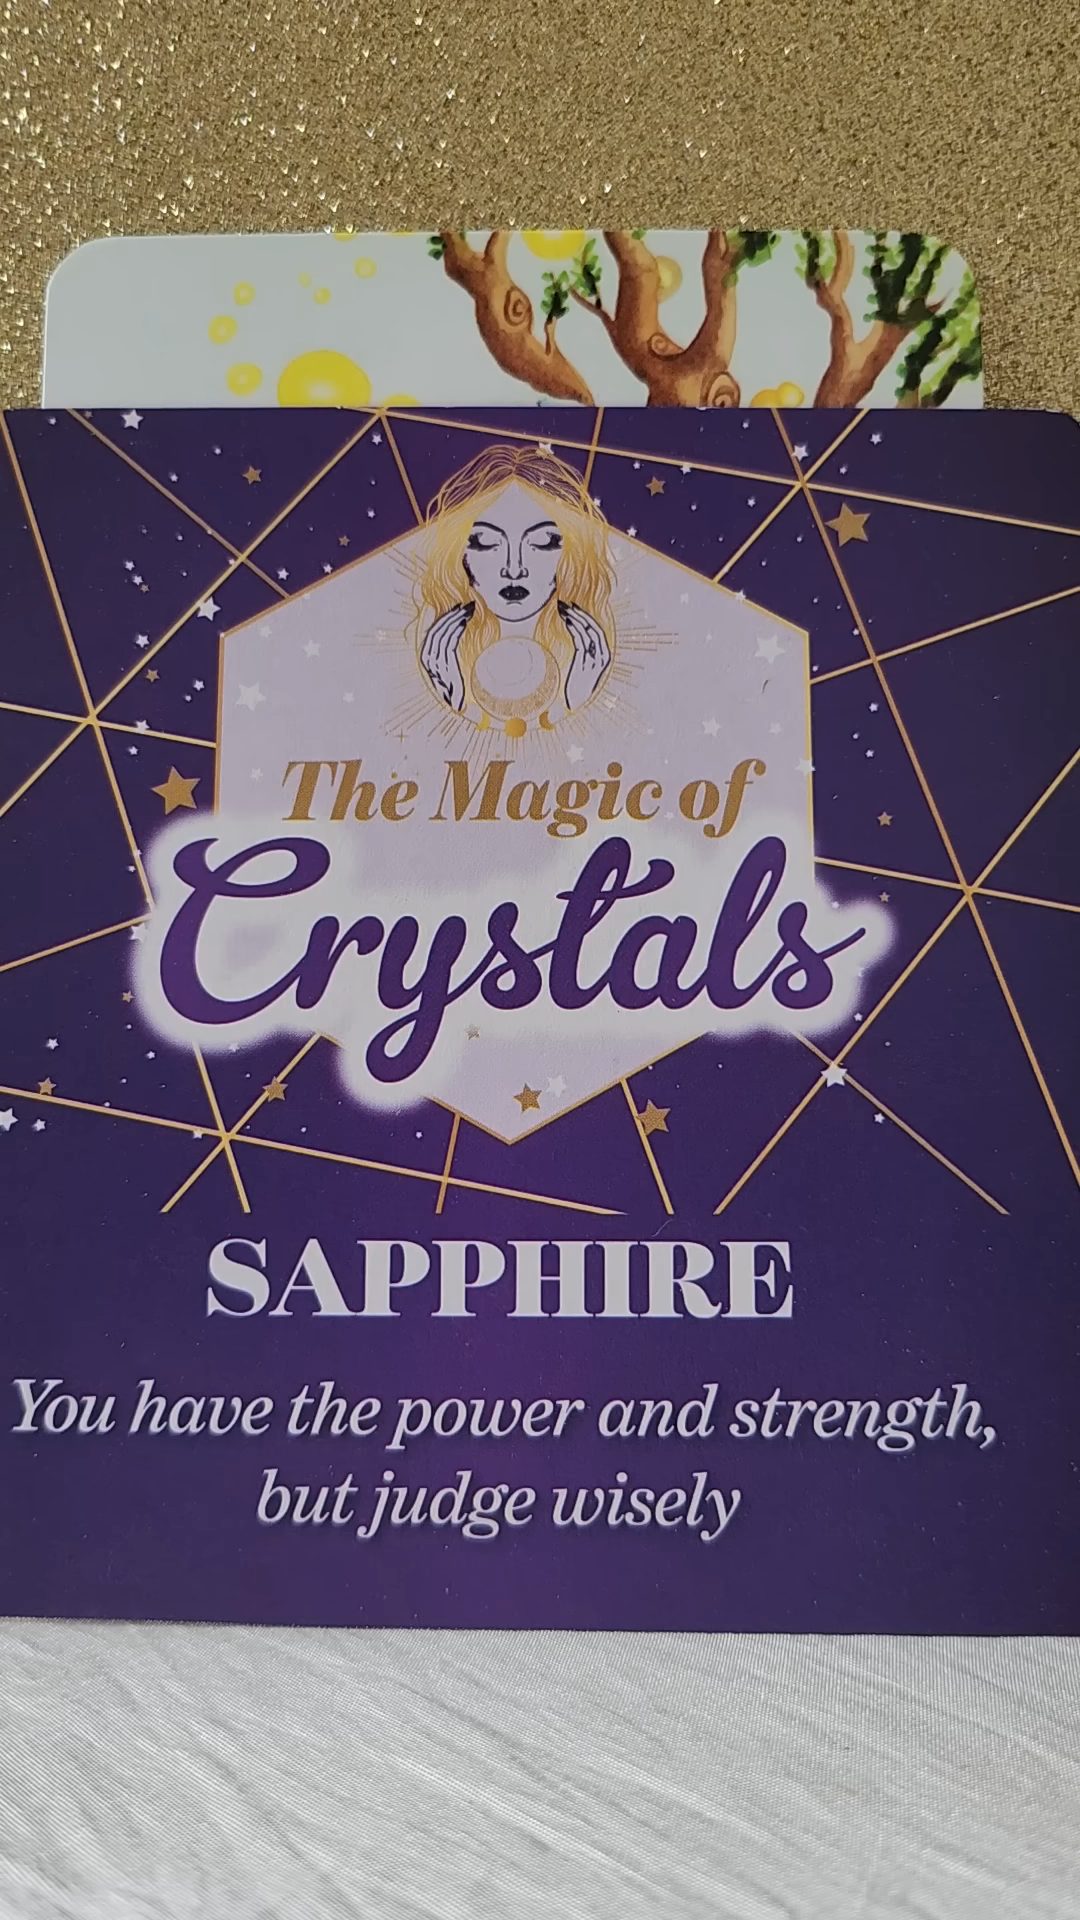 The Magic of
Crystals
SAPPHIRE
You have the power and strength,
but judge wisely